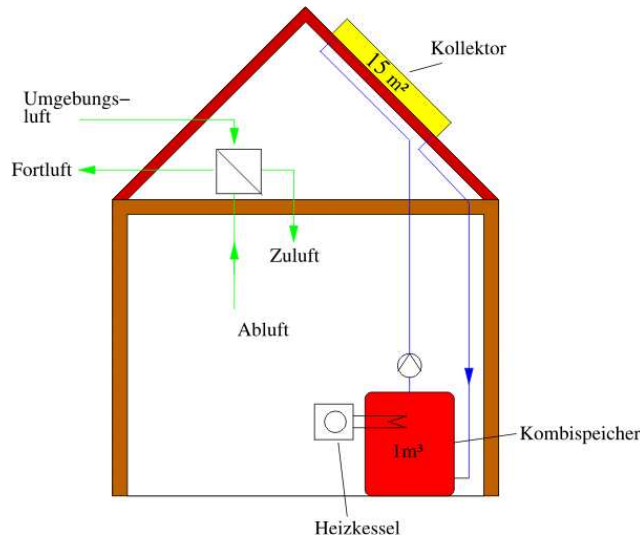 Kollektor
15 m²
Umgebungs-
luft
Fortluft
Zuluft
Abluft
Kombispeicher
1m³
Heizkessel